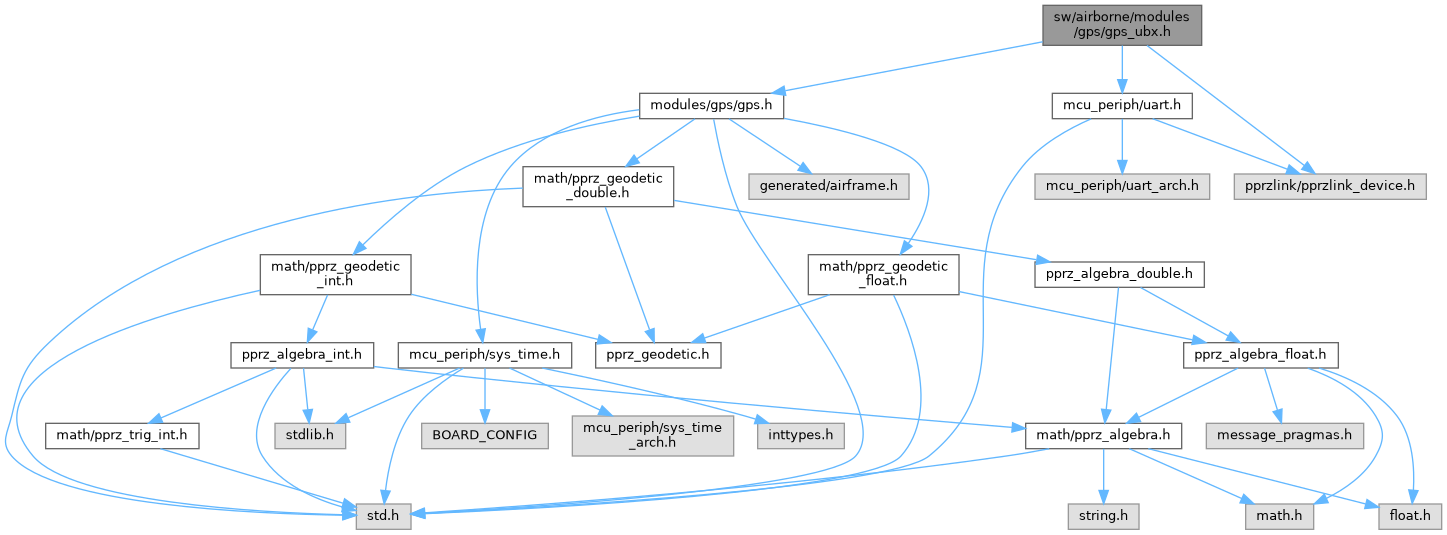 sw/airborne/modules
/gps/gps_ubx.h
modules/gps/gps.h
mcu_periph/uart.h
math/pprz_geodetic
_double.h
generated/airframe.h
mcu_periph/uart_arch.h
pprzlink/pprzlink_device.h
math/pprz_geodetic
_int.h
math/pprz_geodetic
_float.h
pprz_algebra_double.h
pprz_algebra_int.h
mcu_periph/sys_time.h
pprz_geodetic.h
pprz_algebra_float.h
math/pprz_trig_int.h
stdlib.h
BOARD_CONFIG
mcu_periph/sys_time
_arch.h
inttypes.h
math/pprz_algebra.h
message_pragmas.h
std.h
string.h
math.h
float.h